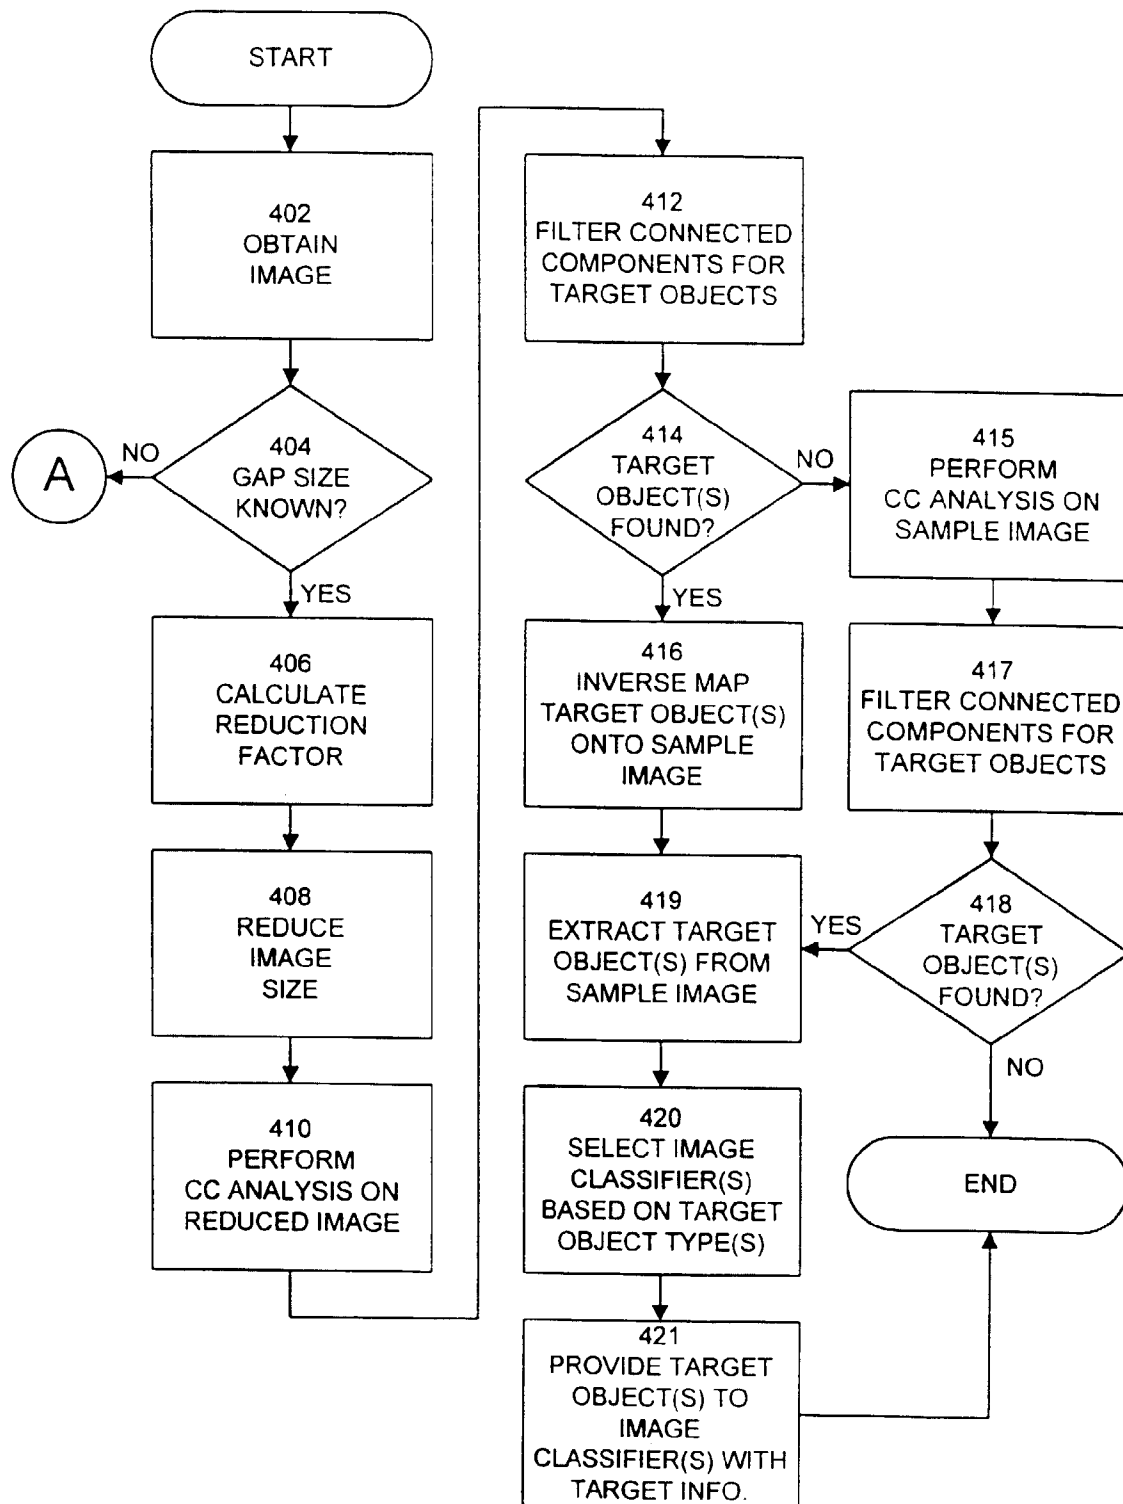 START
402
OBTAIN
IMAGE
A
NO
404
GAP SIZE
KNOWN?
YES
406
CALCULATE
REDUCTION
FACTOR
408
REDUCE
IMAGE
SIZE
410
PERFORM
CC ANALYSIS ON
REDUCED IMAGE
412
FILTER CONNECTED
COMPONENTS FOR
TARGET OBJECTS
414
TARGET
OBJECT(S)
FOUND?
NO
YES
415
PERFORM
CC ANALYSIS ON
SAMPLE IMAGE
416
INVERSE MAP
TARGET OBJECT(S)
ONTO SAMPLE
IMAGE
417
FILTER CONNECTED
COMPONENTS FOR
TARGET OBJECTS
418
TARGET
OBJECT(S)
FOUND?
YES
NO
419
EXTRACT TARGET
OBJECT(S) FROM
SAMPLE IMAGE
420
SELECT IMAGE
CLASSIFIER(S)
BASED ON TARGET
OBJECT TYPE(S)
421
PROVIDE TARGET
OBJECT(S) TO
IMAGE
CLASSIFIER(S) WITH
TARGET INFO.
END